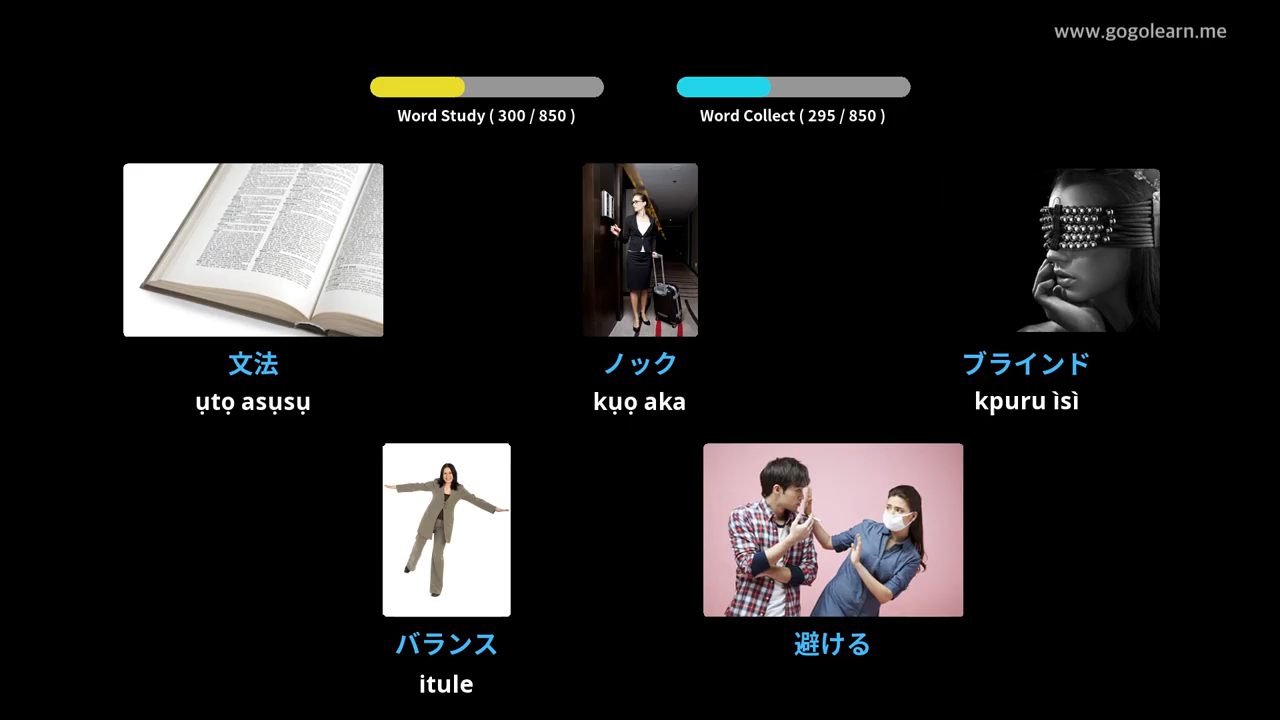 www.gogolearn.me
Word Study ( 300 / 850 )
Word Collect ( 295 / 850 )
文法
ụtọ asụsụ
ノック
kụọ aka
ブラインド
kpuru ìsì
バランス
itule
避ける